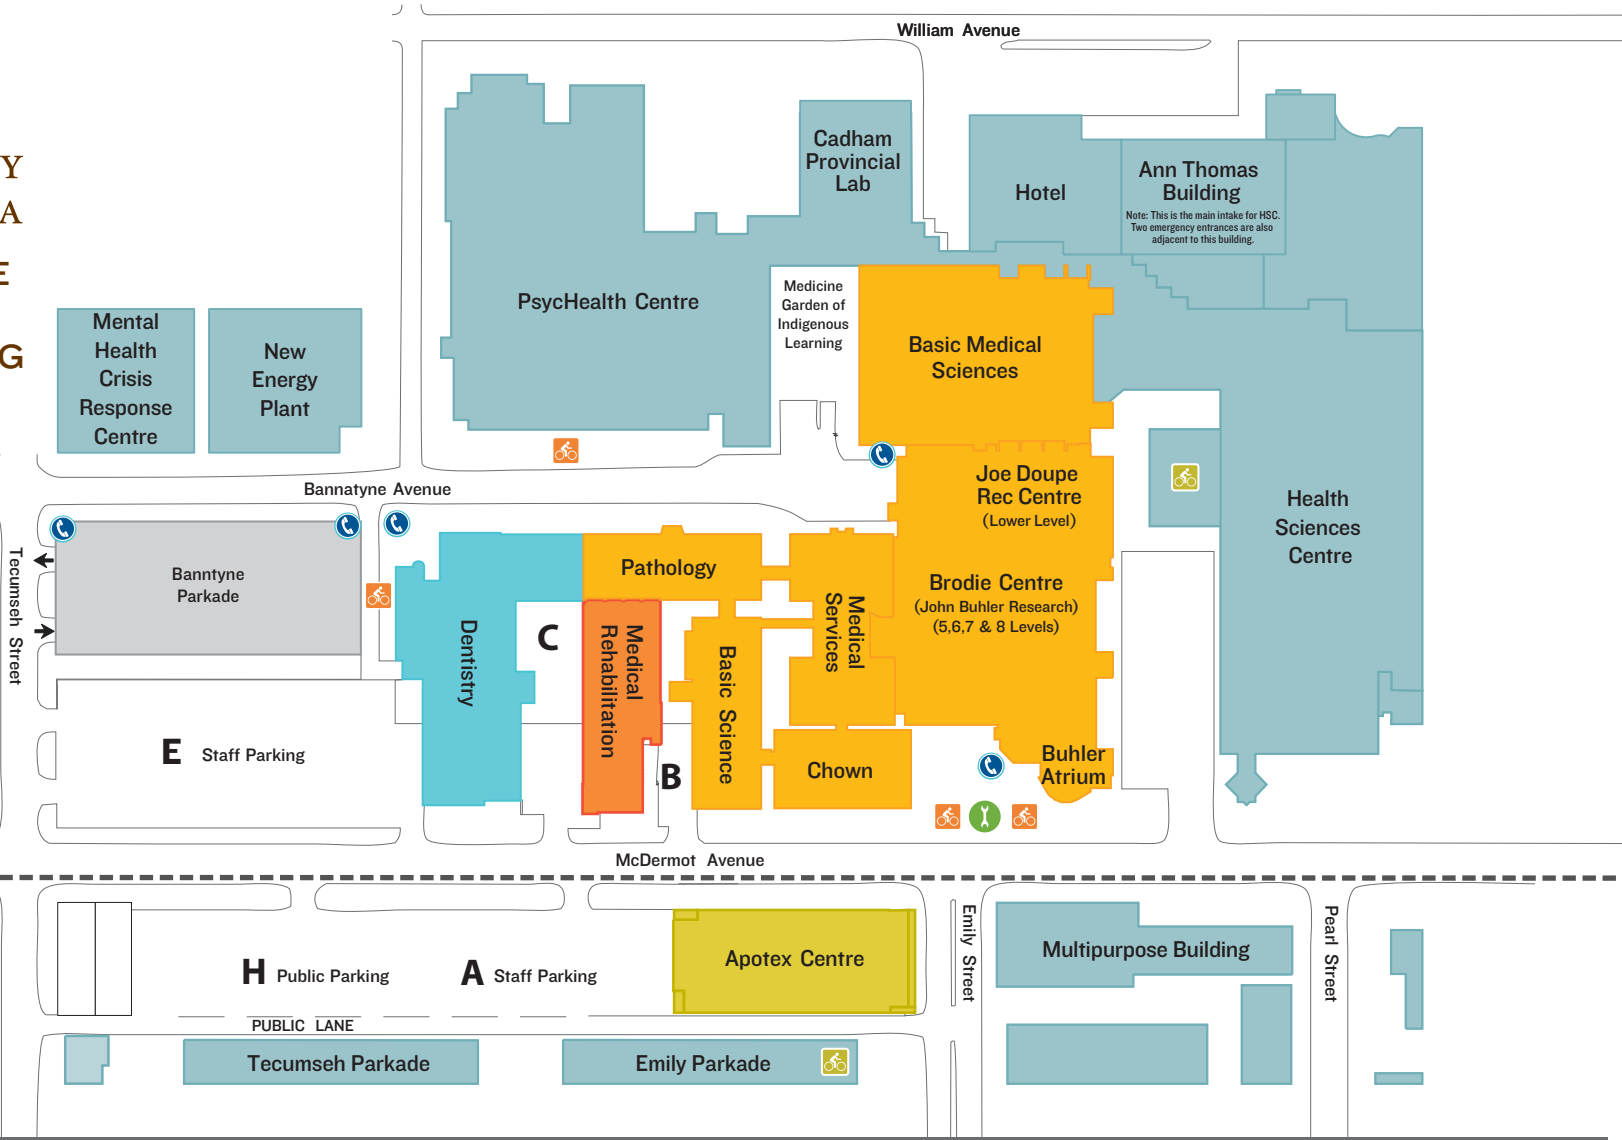 William Avenue
Y
A
E
G
Cadham
Provincial
Lab
Hotel
Ann Thomas
Building
Note: This is the main intake for HSC.
Two emergency entrances are also
adjacent to this building.
PsycHealth Centre
Medicine
Garden of
Indigenous
Learning
Basic Medical
Sciences
Mental
Health
Crisis
Response
Centre
New
Energy
Plant
Bannatyne Avenue
Joe Doupe
Rec Centre
(Lower Level)
Health
Sciences
Centre
Tecumseh Street
Banntyne
Parkade
Pathology
Brodie Centre
(John Buhler Research)
(5,6,7 & 8 Levels)
Dentistry
C
Medical
Rehabilitation
Basic Science
Medical
Services
E Staff Parking
B
Chown
Buhler
Atrium
McDermot Avenue
H Public Parking
A Staff Parking
Apotex Centre
Emily Street
Multipurpose Building
Pearl Street
PUBLIC LANE
Tecumseh Parkade
Emily Parkade